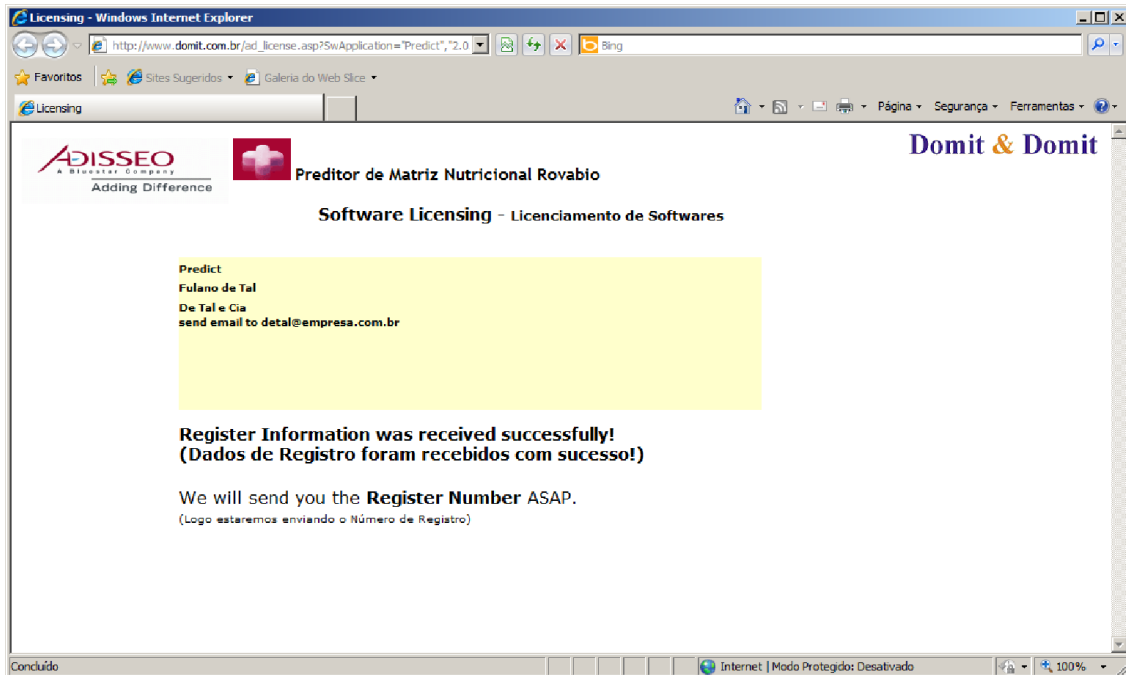 Licensing - Windows Internet Explorer
http://www.domit.com.br/ad_license.asp?SwApplication="Predict","2.0
Bing
Favoritos
Sites Sugeridos
Galeria do Web Slice
Licensing
Página
Segurança
Ferramentas
ADISSEO
A Bluestar Company
Adding Difference
Preditor de Matriz Nutricional Rovabio
Domit & Domit
Software Licensing - Licenciamento de Softwares
Predict
Fulano de Tal
De Tal e Cia
send email to detal@empresa.com.br
Register Information was received successfully!
(Dados de Registro foram recebidos com sucesso!)
We will send you the Register Number ASAP.
(Logo estaremos enviando o Número de Registro)
Concluído
Internet | Modo Protegido: Desativado
100%